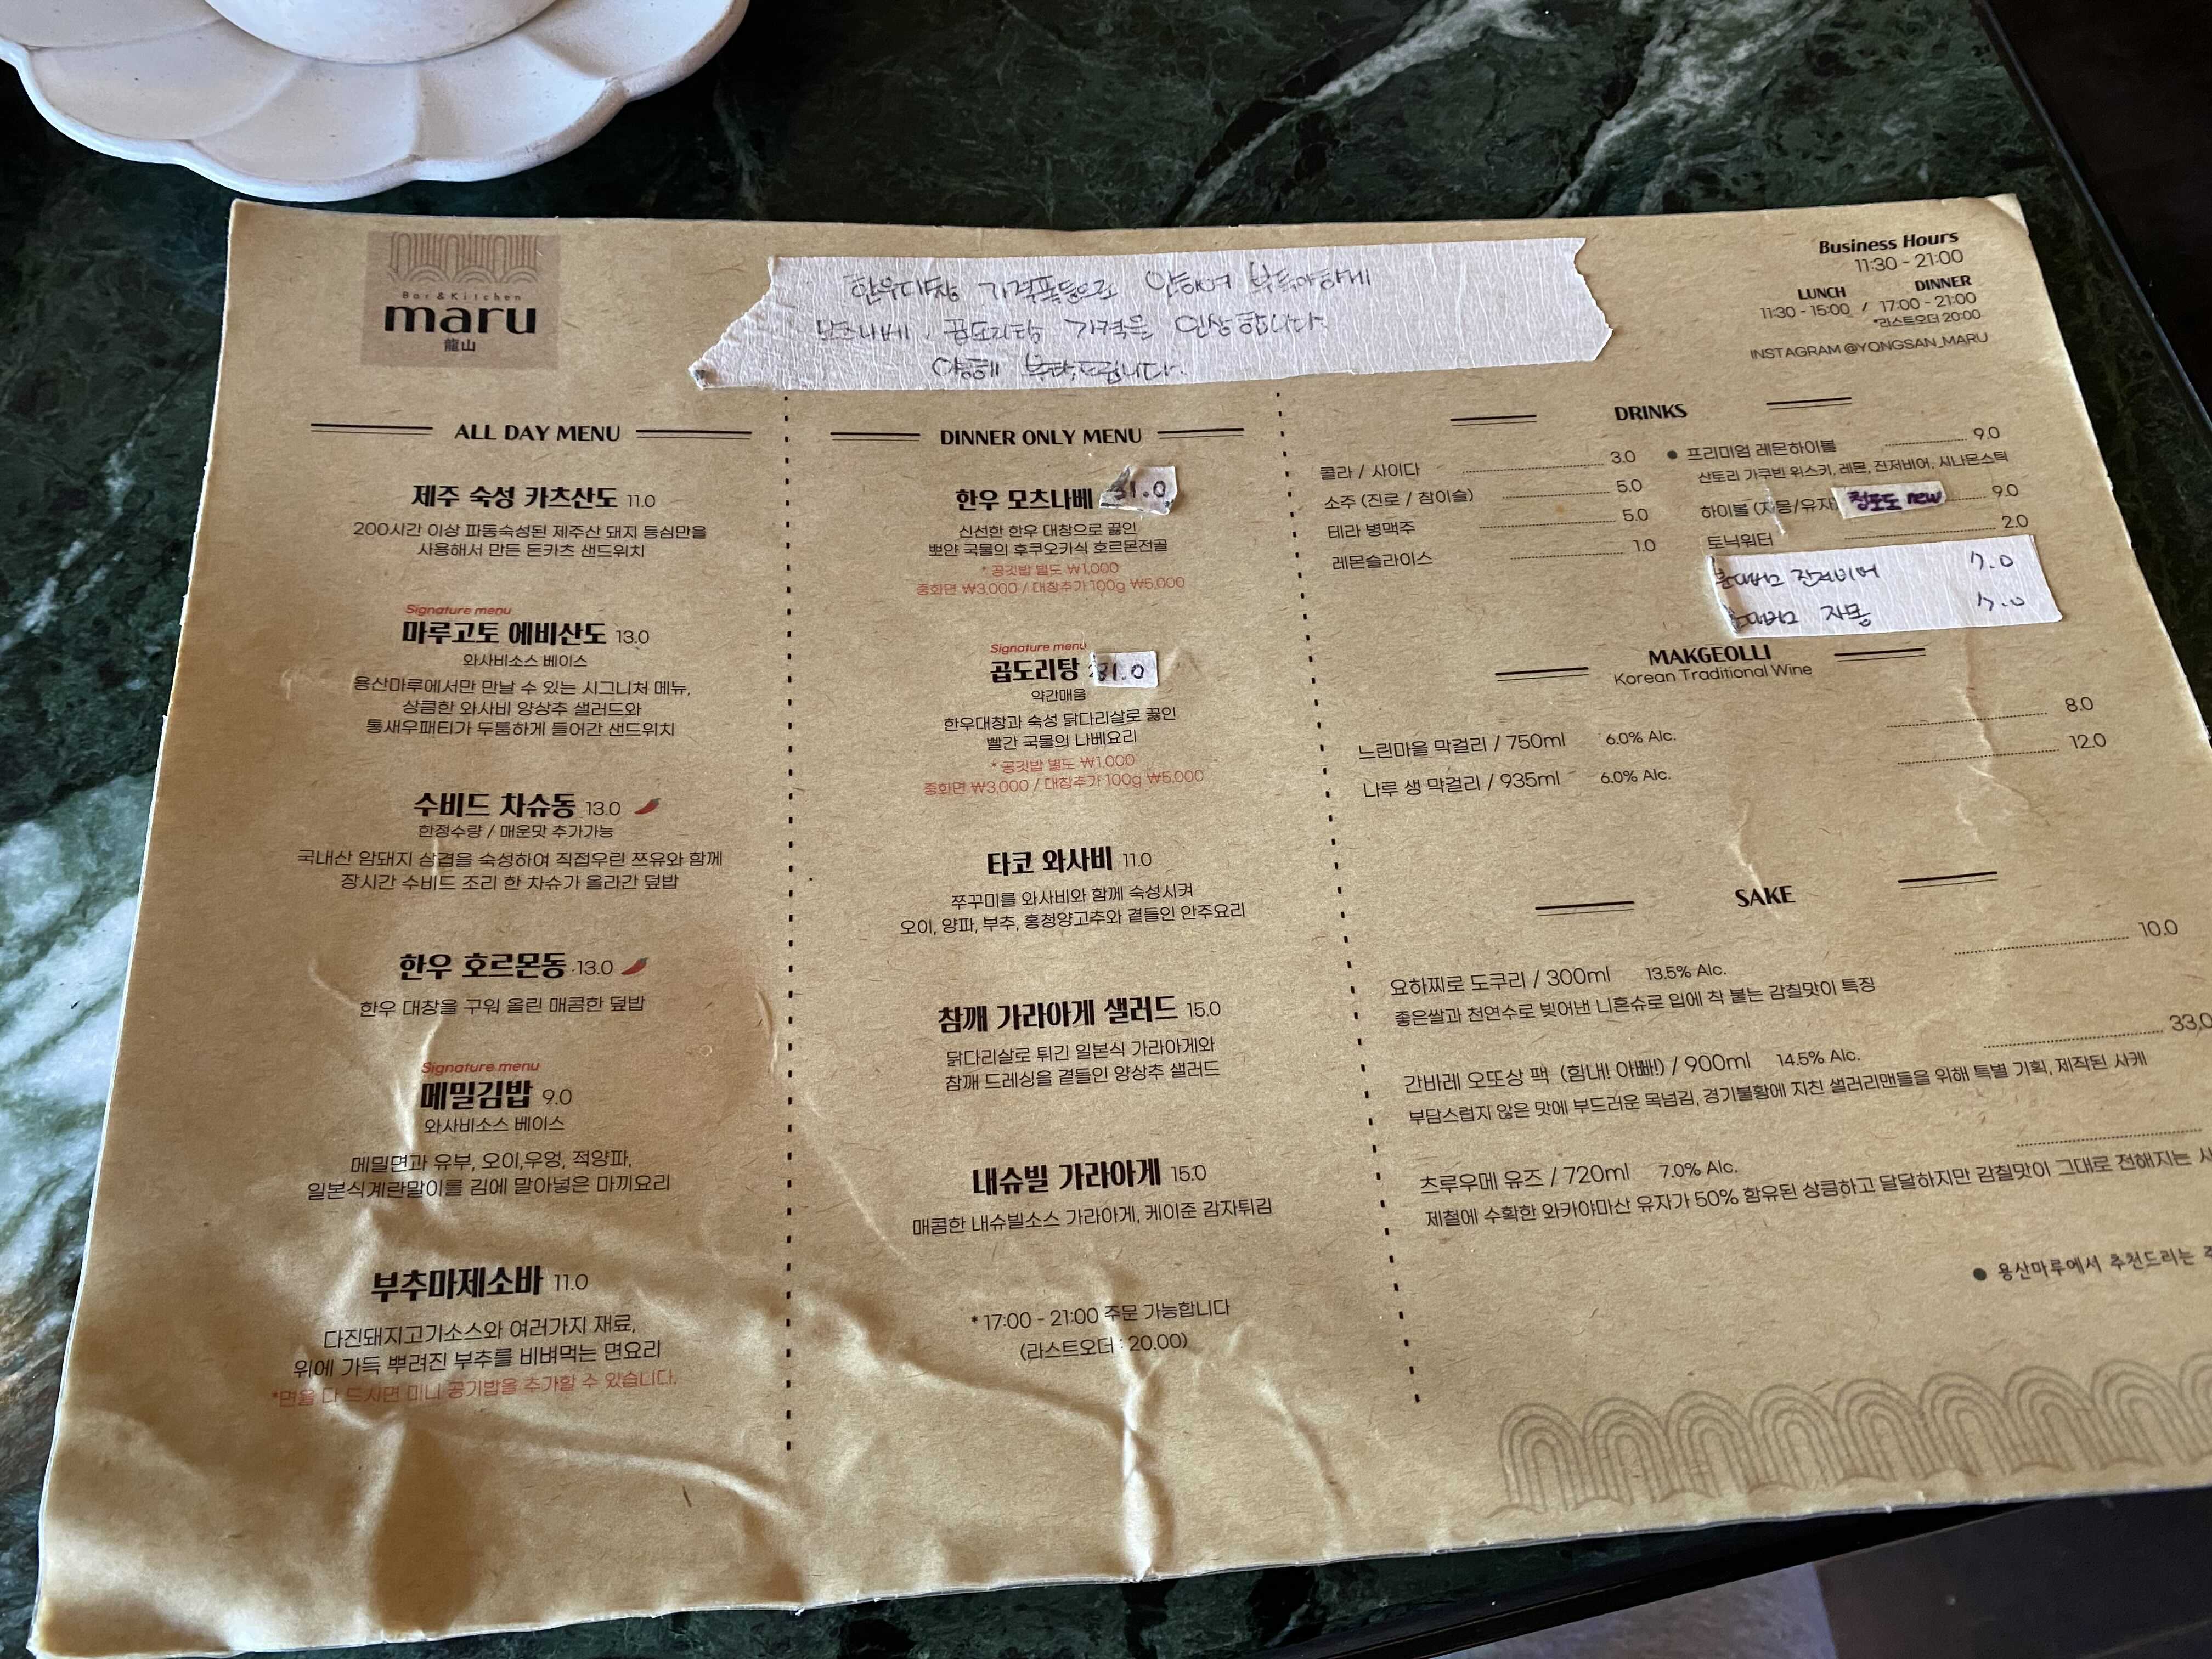 Bar & Kitchen
maru
龍山
한우대창 가격폭등으로 인하여 부득이하게
모츠나베, 곱도리탕 가격을 인상합니다.
양해 부탁드립니다.
Business Hours
11:30 - 21:00
LUNCH DINNER
11:30 - 15:00 / 17:00 - 21:00
*라스트오더 20:00
INSTAGRAM @YONGSAN_MARU
ALL DAY MENU
제주 숙성 카츠산도 11.0
200시간 이상 파동숙성된 제주산 돼지 등심만을
사용해서 만든 돈카츠 샌드위치
Signature menu
마루고토 에비산도 13.0
와사비소스 베이스
용산마루에서만 만날 수 있는 시그니처 메뉴,
상큼한 와사비 양상추 샐러드와
통새우패티가 두툼하게 들어간 샌드위치
수비드 차슈동 13.0
한정수량 / 매운맛 추가가능
국내산 암돼지 삼겹을 숙성하여 직접우린 쯔유와 함께
장시간 수비드 조리 한 차슈가 올라간 덮밥
한우 호르몬동 13.0
한우 대창을 구워 올린 매콤한 덮밥
Signature menu
메밀김밥 9.0
와사비소스 베이스
메밀면과 유부, 오이,우엉, 적양파,
일본식계란말이를 김에 말아넣은 마끼요리
부추마제소바 11.0
다진돼지고기소스와 여러가지 재료,
위에 가득 뿌려진 부추를 비벼먹는 면요리
*면을 다 드시면 미니 공기밥을 추가할 수 있습니다.
DINNER ONLY MENU
한우 모츠나베 31.0
신선한 한우 대창으로 끓인
뽀얀 국물의 후쿠오카식 호르몬전골
* 공깃밥 별도 ₩1,000
중화면 ₩3,000 / 대창추가 100g ₩5,000
Signature menu
곱도리탕 31.0
약간매움
한우대창과 숙성 닭다리살로 끓인
빨간 국물의 나베요리
* 공깃밥 별도 ₩1,000
중화면 ₩3,000 / 대창추가 100g ₩5,000
타코 와사비 11.0
쭈꾸미를 와사비와 함께 숙성시켜
오이, 양파, 부추, 홍청양고추와 곁들인 안주요리
참깨 가라아게 샐러드 15.0
닭다리살로 튀긴 일본식 가라아게와
참깨 드레싱을 곁들인 양상추 샐러드
내슈빌 가라아게 15.0
매콤한 내슈빌소스 가라아게, 케이준 감자튀김
* 17:00 - 21:00 주문 가능합니다
(라스트오더 : 20.00)
DRINKS
콜라 / 사이다 3.0
소주 (진로 / 참이슬) 5.0
테라 병맥주 5.0
레몬슬라이스 1.0
● 프리미엄 레몬하이볼 9.0
산토리 가쿠빈 위스키, 레몬, 진저비어, 시나몬스틱
하이볼 (자몽/유자) 청포도 new 9.0
토닉워터 2.0
분다버그 진저비어 7.0
분다버그 자몽 7.0
MAKGEOLLI
Korean Traditional Wine
느린마을 막걸리 / 750ml 6.0% Alc. 8.0
나루 생 막걸리 / 935ml 6.0% Alc. 12.0
SAKE
요하찌로 도쿠리 / 300ml 13.5% Alc. 10.0
좋은쌀과 천연수로 빚어낸 니혼슈로 입에 착 붙는 감칠맛이 특징
간바레 오또상 팩 (힘내! 아빠!) / 900ml 14.5% Alc. 33.0
부담스럽지 않은 맛에 부드러운 목넘김, 경기불황에 지친 샐러리맨들을 위해 특별 기획, 제작된 사케
츠루우메 유즈 / 720ml 7.0% Alc.
제철에 수확한 와카야마산 유자가 50% 함유된 상큼하고 달달하지만 감칠맛이 그대로 전해지는
● 용산마루에서 추천드리는